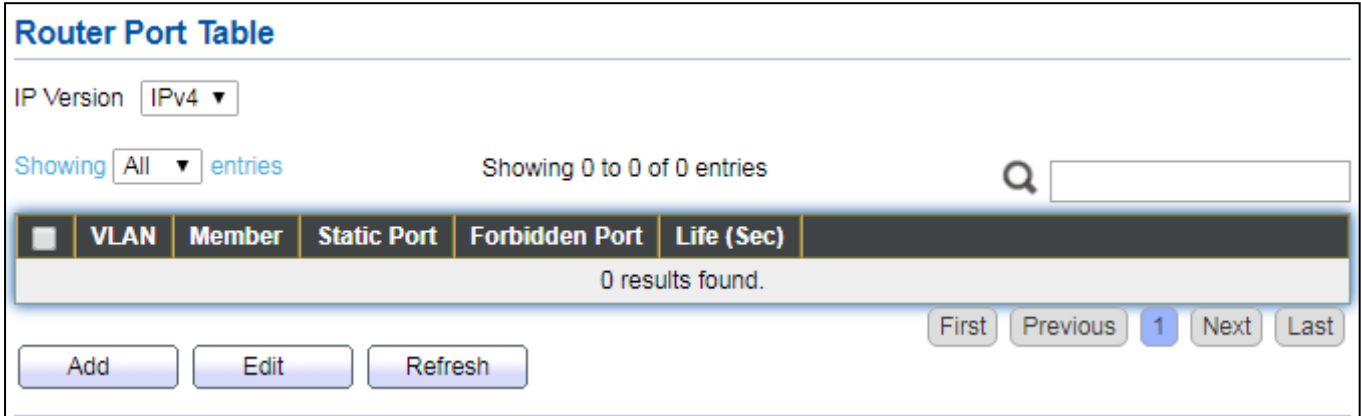 Router Port Table
IP Version IPv4
Showing All entries Showing 0 to 0 of 0 entries
VLAN Member Static Port Forbidden Port Life (Sec)
0 results found.
First Previous 1 Next Last
Add Edit Refresh